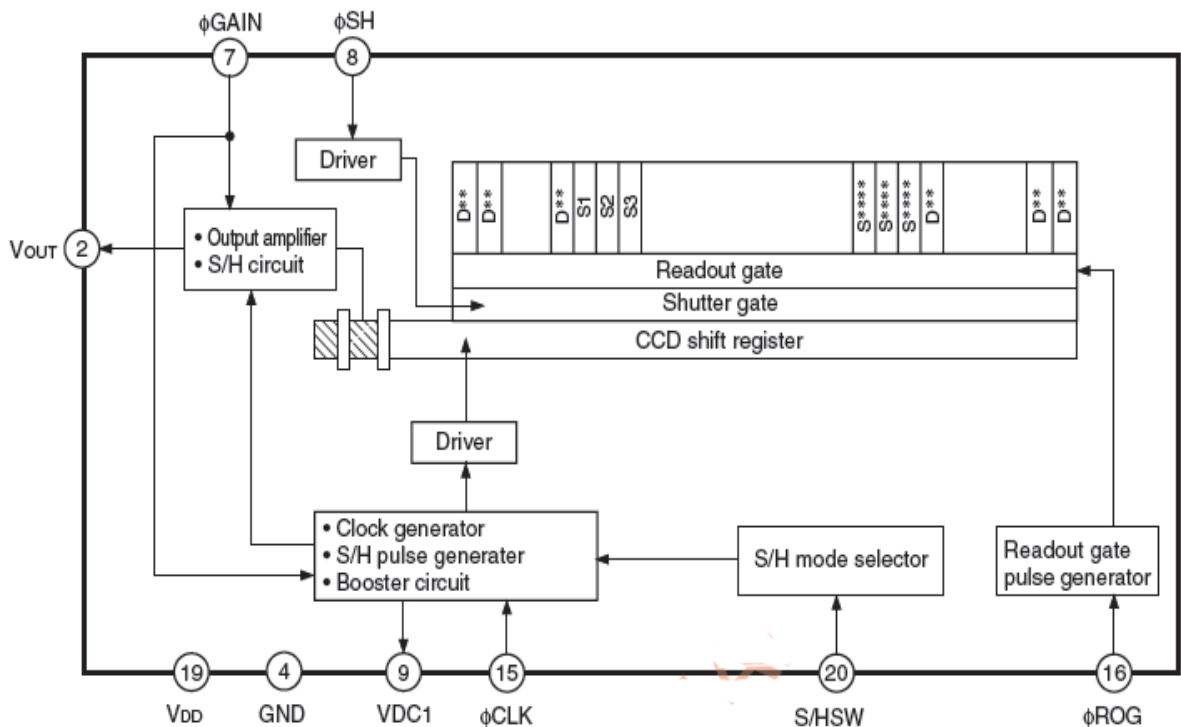 ϕGAIN
ϕSH
7
8
Driver
D**
D**
D**
S1
S2
S3
S****
S****
S****
D**
D**
D**
VOUT
2
• Output amplifier
• S/H circuit
Readout gate
Shutter gate
CCD shift register
Driver
• Clock generator
• S/H pulse generater
• Booster circuit
S/H mode selector
Readout gate
pulse generator
19
4
9
15
20
16
VDD
GND
VDC1
ϕCLK
S/HSW
ϕROG